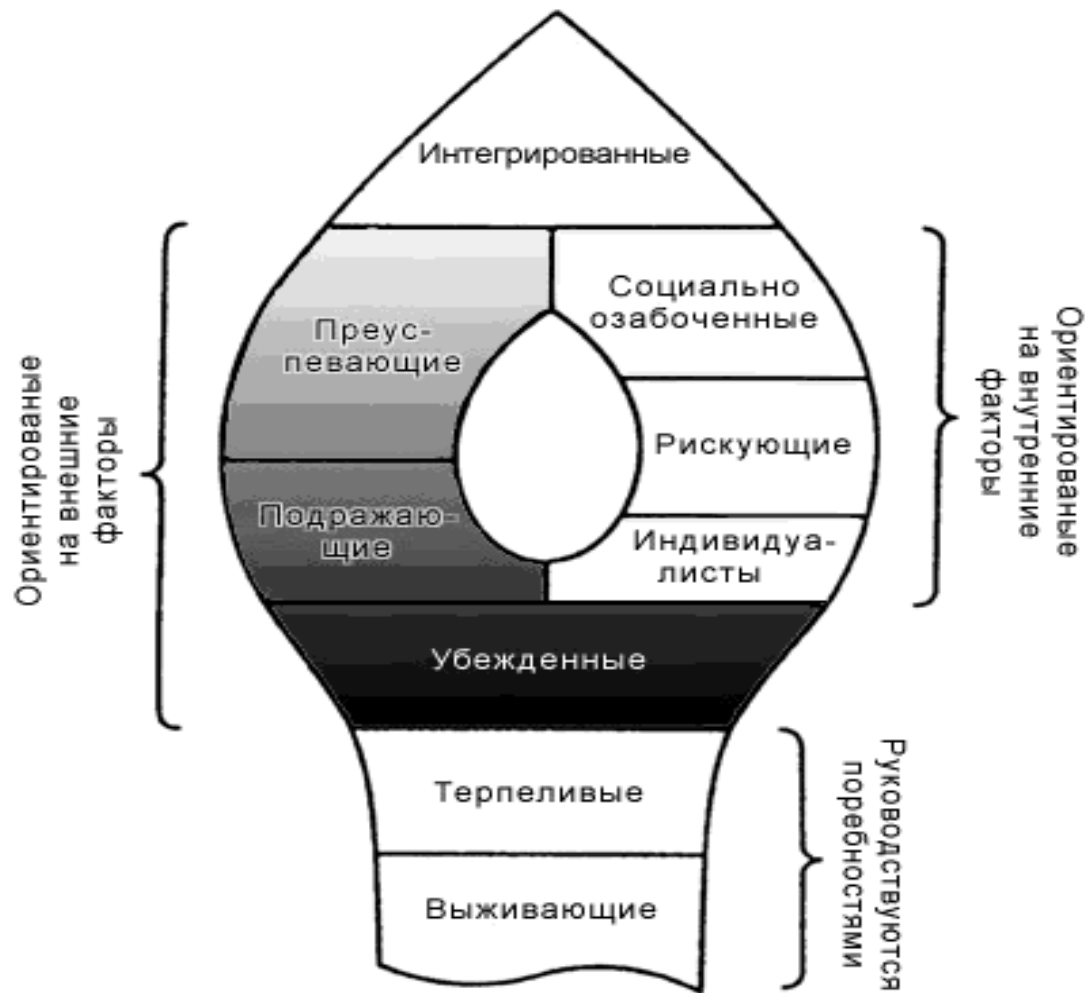 Интегрированные
Преус-
певающие
Социально
озабоченные
Рискующие
Подражаю-
щие
Индивидуа-
листы
Убежденные
Терпеливые
Выживающие
Ориентированые
на внешние
факторы
Ориентированые
на внутренние
факторы
Руководствуются
поребностями